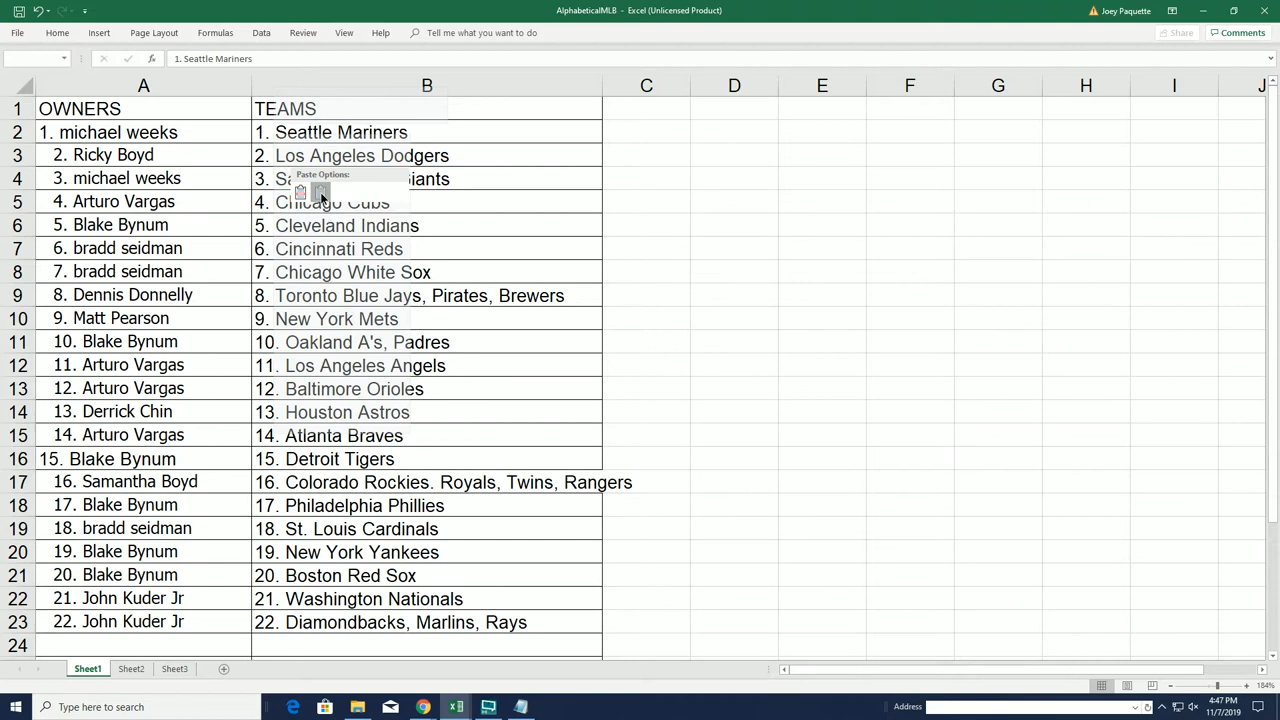 AlphabeticalMLB - Excel (Unlicensed Product)
Joey Paquette
File Home Insert Page Layout Formulas Data Review View Help Tell me what you want to do
Share Comments
fx 1. Seattle Mariners
A B C D E F G H I J
1 OWNERS TEAMS
2 1. michael weeks 1. Seattle Mariners
3 2. Ricky Boyd 2. Los Angeles Dodgers
4 3. michael weeks 3. Giants
Paste Options:
5 4. Arturo Vargas 4. Chicago Cubs
6 5. Blake Bynum 5. Cleveland Indians
7 6. bradd seidman 6. Cincinnati Reds
8 7. bradd seidman 7. Chicago White Sox
9 8. Dennis Donnelly 8. Toronto Blue Jays, Pirates, Brewers
10 9. Matt Pearson 9. New York Mets
11 10. Blake Bynum 10. Oakland A's, Padres
12 11. Arturo Vargas 11. Los Angeles Angels
13 12. Arturo Vargas 12. Baltimore Orioles
14 13. Derrick Chin 13. Houston Astros
15 14. Arturo Vargas 14. Atlanta Braves
16 15. Blake Bynum 15. Detroit Tigers
17 16. Samantha Boyd 16. Colorado Rockies. Royals, Twins, Rangers
18 17. Blake Bynum 17. Philadelphia Phillies
19 18. bradd seidman 18. St. Louis Cardinals
20 19. Blake Bynum 19. New York Yankees
21 20. Blake Bynum 20. Boston Red Sox
22 21. John Kuder Jr 21. Washington Nationals
23 22. John Kuder Jr 22. Diamondbacks, Marlins, Rays
24
Sheet1 Sheet2 Sheet3
184%
Type here to search
Address
4:47 PM
11/7/2019